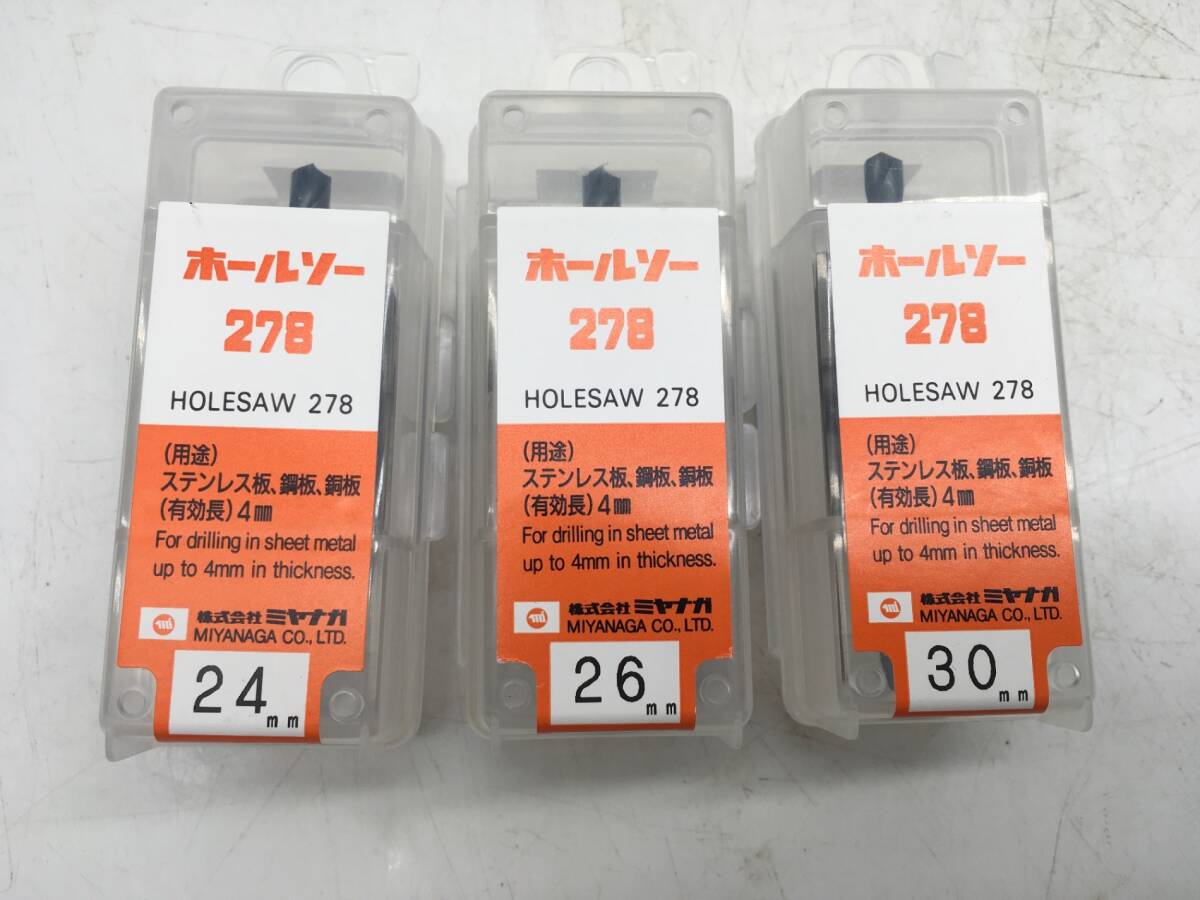 ホールソー
278
HOLESAW 278
(用途)
ステンレス板、鋼板、銅板
(有効長)4㎜
For drilling in sheet metal
up to 4mm in thickness.
株式会社 ミヤナガ
MIYANAGA CO., LTD.
24mm
ホールソー
278
HOLESAW 278
(用途)
ステンレス板、鋼板、銅板
(有効長)4㎜
For drilling in sheet metal
up to 4mm in thickness.
株式会社 ミヤナガ
MIYANAGA CO., LTD.
26mm
ホールソー
278
HOLESAW 278
(用途)
ステンレス板、鋼板、銅板
(有効長)4㎜
For drilling in sheet metal
up to 4mm in thickness.
株式会社 ミヤナガ
MIYANAGA CO., LTD.
30mm